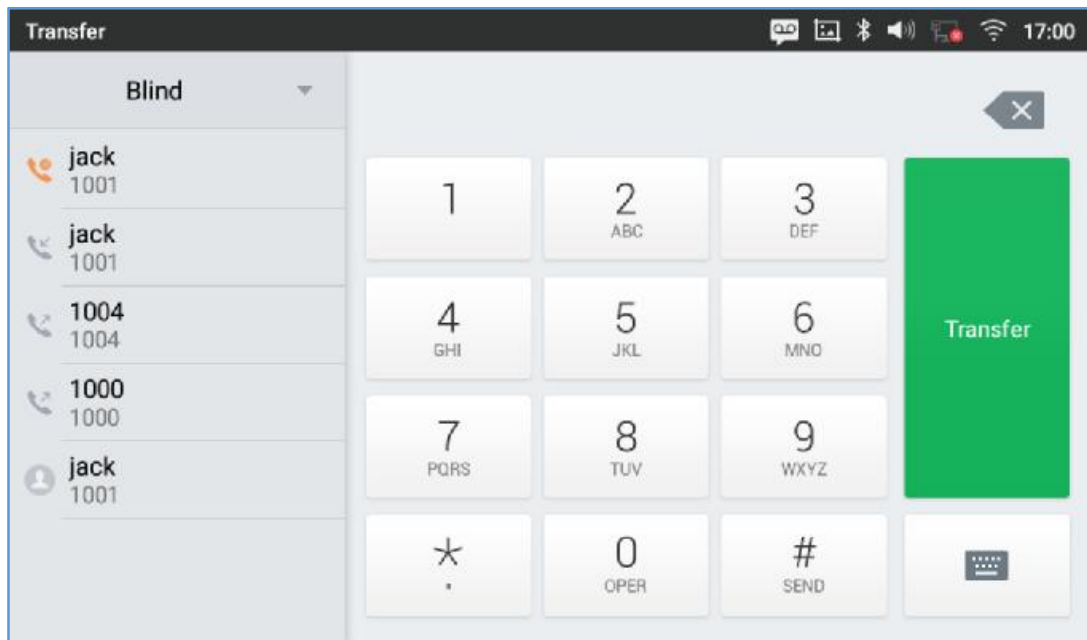 Transfer 17:00
Blind
jack
1001
jack
1001
1004
1004
1000
1000
jack
1001
1 2 3
ABC DEF
4 5 6
GHI JKL MNO
Transfer
7 8 9
PQRS TUV WXYZ
* 0 #
. OPER SEND